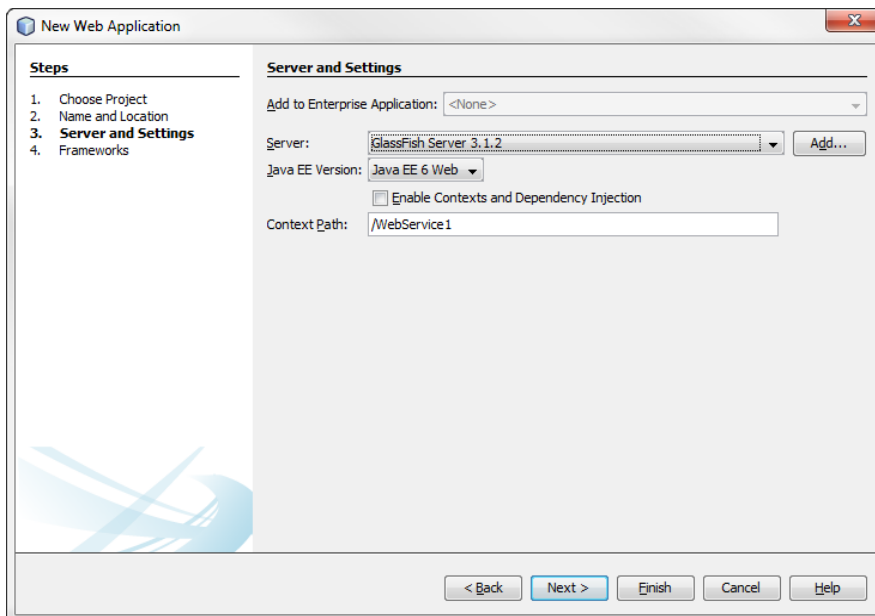 New Web Application
X
Steps
1. Choose Project
2. Name and Location
3. Server and Settings
4. Frameworks
Server and Settings
Add to Enterprise Application: <None>
Server: GlassFish Server 3.1.2 Add...
Java EE Version: Java EE 6 Web
Enable Contexts and Dependency Injection
Context Path: /WebService1
< Back Next > Finish Cancel Help